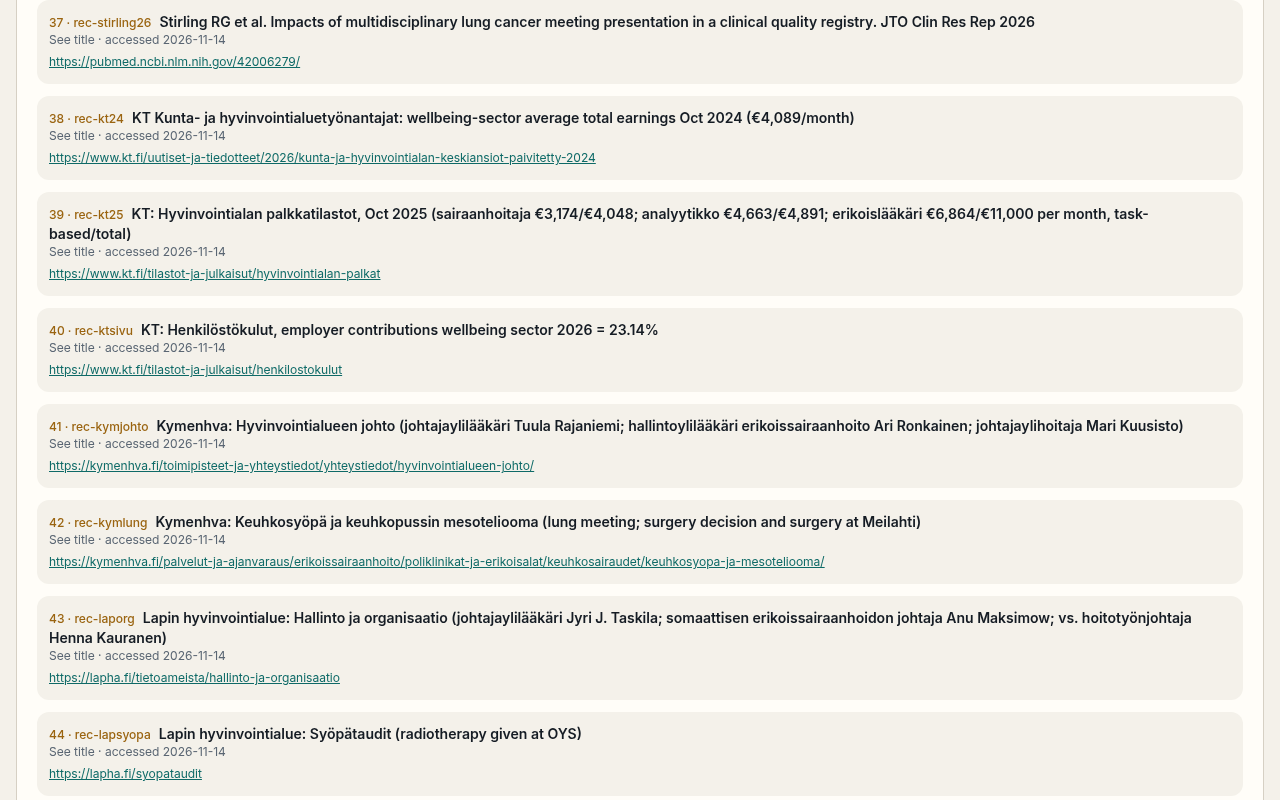 37 · rec-stirling26 Stirling RG et al. Impacts of multidisciplinary lung cancer meeting presentation in a clinical quality registry. JTO Clin Res Rep 2026
See title · accessed 2026-11-14
https://pubmed.ncbi.nlm.nih.gov/42006279/
38 · rec-kt24 KT Kunta- ja hyvinvointialuetyönantajat: wellbeing-sector average total earnings Oct 2024 (€4,089/month)
See title · accessed 2026-11-14
https://www.kt.fi/uutiset-ja-tiedotteet/2026/kunta-ja-hyvinvointialan-keskiansiot-paivitetty-2024
39 · rec-kt25 KT: Hyvinvointialan palkkatilastot, Oct 2025 (sairaanhoitaja €3,174/€4,048; analyytikko €4,663/€4,891; erikoislääkäri €6,864/€11,000 per month, task-
based/total)
See title · accessed 2026-11-14
https://www.kt.fi/tilastot-ja-julkaisut/hyvinvointialan-palkat
40 · rec-ktsivu KT: Henkilöstökulut, employer contributions wellbeing sector 2026 = 23.14%
See title · accessed 2026-11-14
https://www.kt.fi/tilastot-ja-julkaisut/henkilostokulut
41 · rec-kymjohto Kymenhva: Hyvinvointialueen johto (johtajaylilääkäri Tuula Rajaniemi; hallintoylilääkäri erikoissairaanhoito Ari Ronkainen; johtajaylihoitaja Mari Kuusisto)
See title · accessed 2026-11-14
https://kymenhva.fi/toimipisteet-ja-yhteystiedot/yhteystiedot/hyvinvointialueen-johto/
42 · rec-kymlung Kymenhva: Keuhkosyöpä ja keuhkopussin mesoteliooma (lung meeting; surgery decision and surgery at Meilahti)
See title · accessed 2026-11-14
https://kymenhva.fi/palvelut-ja-ajanvaraus/erikoissairaanhoito/poliklinikat-ja-erikoisalat/keuhkosairaudet/keuhkosyopa-ja-mesoteliooma/
43 · rec-laporg Lapin hyvinvointialue: Hallinto ja organisaatio (johtajaylilääkäri Jyri J. Taskila; somaattisen erikoissairaanhoidon johtaja Anu Maksimow; vs. hoitotyönjohtaja
Henna Kauranen)
See title · accessed 2026-11-14
https://lapha.fi/tietoameista/hallinto-ja-organisaatio
44 · rec-lapsyopa Lapin hyvinvointialue: Syöpätaudit (radiotherapy given at OYS)
See title · accessed 2026-11-14
https://lapha.fi/syopataudit